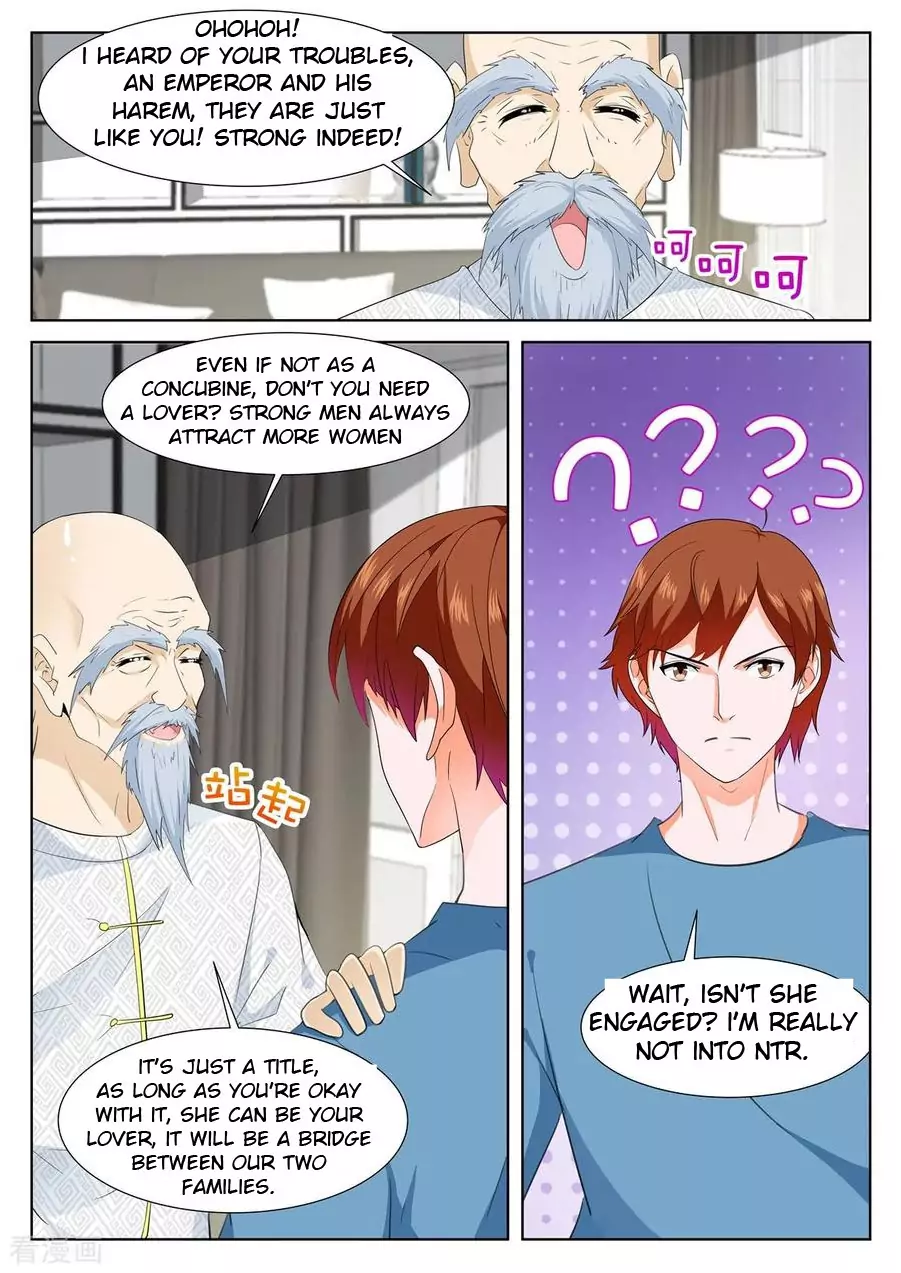 OHOHOH!
I HEARD OF YOUR TROUBLES,
AN EMPEROR AND HIS
HAREM, THEY ARE JUST
LIKE YOU! STRONG INDEED!
呵呵呵
EVEN IF NOT AS A
CONCUBINE, DON'T YOU NEED
A LOVER? STRONG MEN ALWAYS
ATTRACT MORE WOMEN
站起
IT'S JUST A TITLE,
AS LONG AS YOU'RE OKAY
WITH IT, SHE CAN BE YOUR
LOVER, IT WILL BE A BRIDGE
BETWEEN OUR TWO
FAMILIES.
????
WAIT, ISN'T SHE
ENGAGED? I'M REALLY
NOT INTO NTR.
看漫画